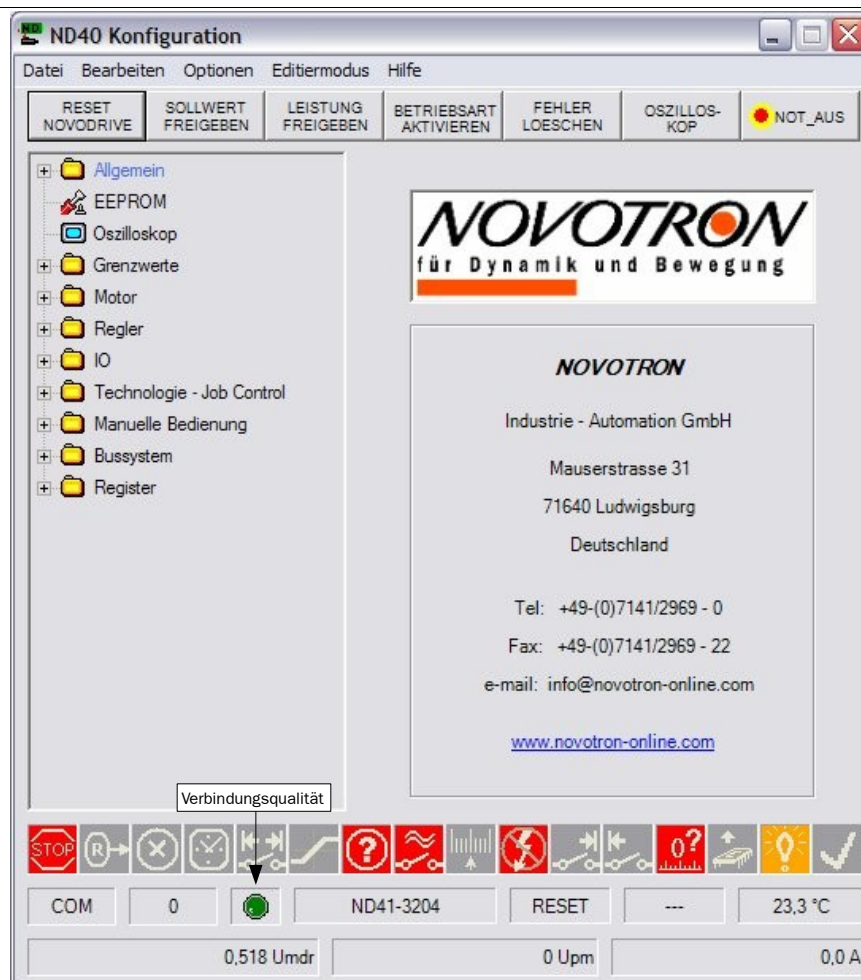 ND40 Konfiguration
Datei Bearbeiten Optionen Editiermodus Hilfe
RESET NOVODRIVE
SOLLWERT FREIGEBEN
LEISTUNG FREIGEBEN
BETRIEBSART AKTIVIEREN
FEHLER LOESCHEN
OSZILLOS-KOP
NOT_AUS
Allgemein
EEPROM
Oszilloskop
Grenzwerte
Motor
Regler
IO
Technologie - Job Control
Manuelle Bedienung
Bussystem
Register
NOVOTRON
für Dynamik und Bewegung
NOVOTRON
Industrie - Automation GmbH
Mauserstrasse 31
71640 Ludwigsburg
Deutschland
Tel: +49-(0)7141/2969 - 0
Fax: +49-(0)7141/2969 - 22
e-mail: info@novotron-online.com
www.novotron-online.com
Verbindungsqualität
STOP R ? 0?
COM 0 ND41-3204 RESET --- 23,3 °C
0,518 Umdr 0 Upm 0,0 A